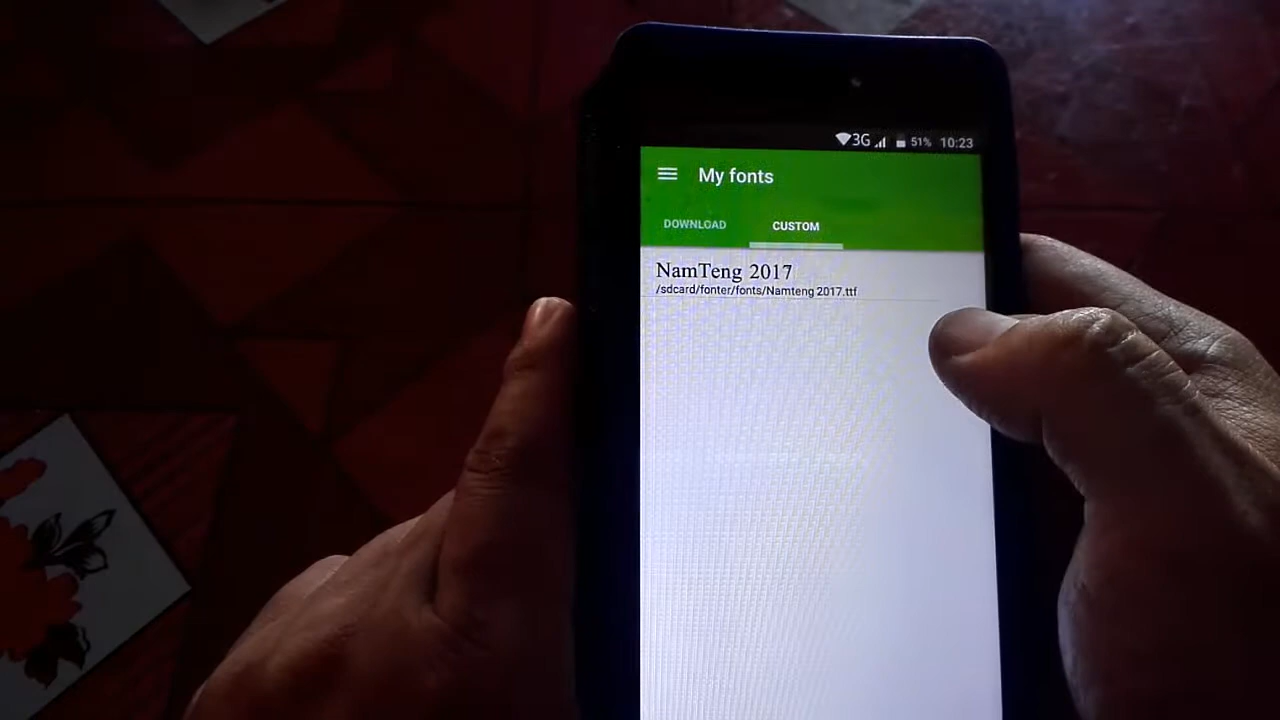 3G 51% 10:23
My fonts
DOWNLOAD CUSTOM
NamTeng 2017
/sdcard/fonter/fonts/Namteng 2017.ttf